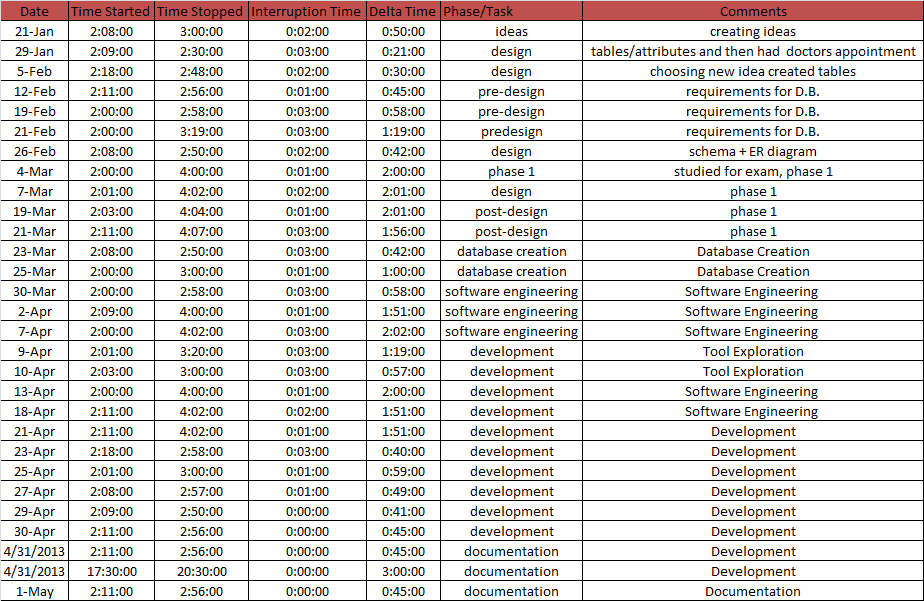 Date Time Started Time Stopped Interruption Time Delta Time Phase/Task Comments
21-Jan 2:08:00 3:00:00 0:02:00 0:50:00 ideas creating ideas
29-Jan 2:09:00 2:30:00 0:03:00 0:21:00 design tables/attributes and then had doctors appointment
5-Feb 2:18:00 2:48:00 0:02:00 0:30:00 design choosing new idea created tables
12-Feb 2:11:00 2:56:00 0:01:00 0:45:00 pre-design requirements for D.B.
19-Feb 2:00:00 2:58:00 0:03:00 0:58:00 pre-design requirements for D.B.
21-Feb 2:00:00 3:19:00 0:03:00 1:19:00 predesign requirements for D.B.
26-Feb 2:08:00 2:50:00 0:02:00 0:42:00 design schema + ER diagram
4-Mar 2:00:00 4:00:00 0:01:00 2:00:00 phase 1 studied for exam, phase 1
7-Mar 2:01:00 4:02:00 0:02:00 2:01:00 design phase 1
19-Mar 2:03:00 4:04:00 0:01:00 2:01:00 post-design phase 1
21-Mar 2:11:00 4:07:00 0:03:00 1:56:00 post-design phase 1
23-Mar 2:08:00 2:50:00 0:03:00 0:42:00 database creation Database Creation
25-Mar 2:00:00 3:00:00 0:01:00 1:00:00 database creation Database Creation
30-Mar 2:00:00 2:58:00 0:03:00 0:58:00 software engineering Software Engineering
2-Apr 2:09:00 4:00:00 0:01:00 1:51:00 software engineering Software Engineering
7-Apr 2:00:00 4:02:00 0:03:00 2:02:00 software engineering Software Engineering
9-Apr 2:01:00 3:20:00 0:03:00 1:19:00 development Tool Exploration
10-Apr 2:03:00 3:00:00 0:03:00 0:57:00 development Tool Exploration
13-Apr 2:00:00 4:00:00 0:01:00 2:00:00 development Software Engineering
18-Apr 2:11:00 4:02:00 0:02:00 1:51:00 development Software Engineering
21-Apr 2:11:00 4:02:00 0:01:00 1:51:00 development Development
23-Apr 2:18:00 2:58:00 0:03:00 0:40:00 development Development
25-Apr 2:01:00 3:00:00 0:01:00 0:59:00 development Development
27-Apr 2:08:00 2:57:00 0:01:00 0:49:00 development Development
29-Apr 2:09:00 2:50:00 0:00:00 0:41:00 development Development
30-Apr 2:11:00 2:56:00 0:00:00 0:45:00 development Development
4/31/2013 2:11:00 2:56:00 0:00:00 0:45:00 documentation Development
4/31/2013 17:30:00 20:30:00 0:00:00 3:00:00 documentation Development
1-May 2:11:00 2:56:00 0:00:00 0:45:00 documentation Documentation